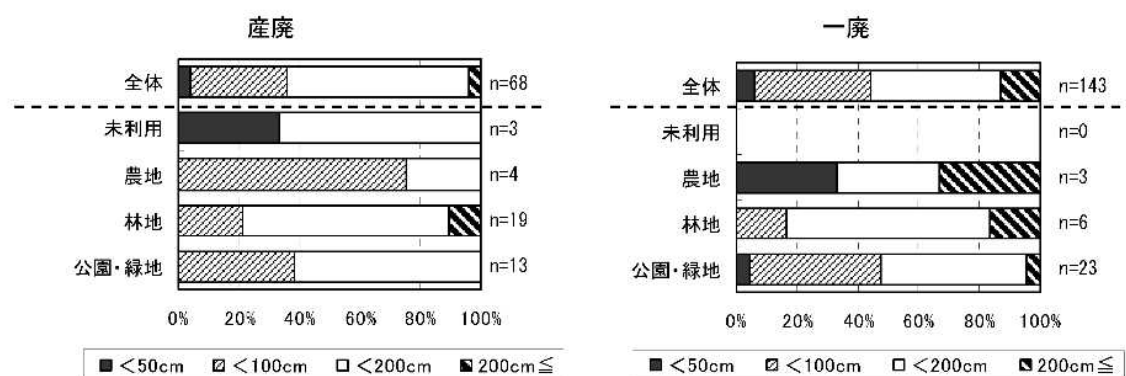 産廃
全体 n=68
未利用 n=3
農地 n=4
林地 n=19
公園・緑地 n=13
0% 20% 40% 60% 80% 100%
<50cm <100cm <200cm 200cm≦
一廃
全体 n=143
未利用 n=0
農地 n=3
林地 n=6
公園・緑地 n=23
0% 20% 40% 60% 80% 100%
<50cm <100cm <200cm 200cm≦